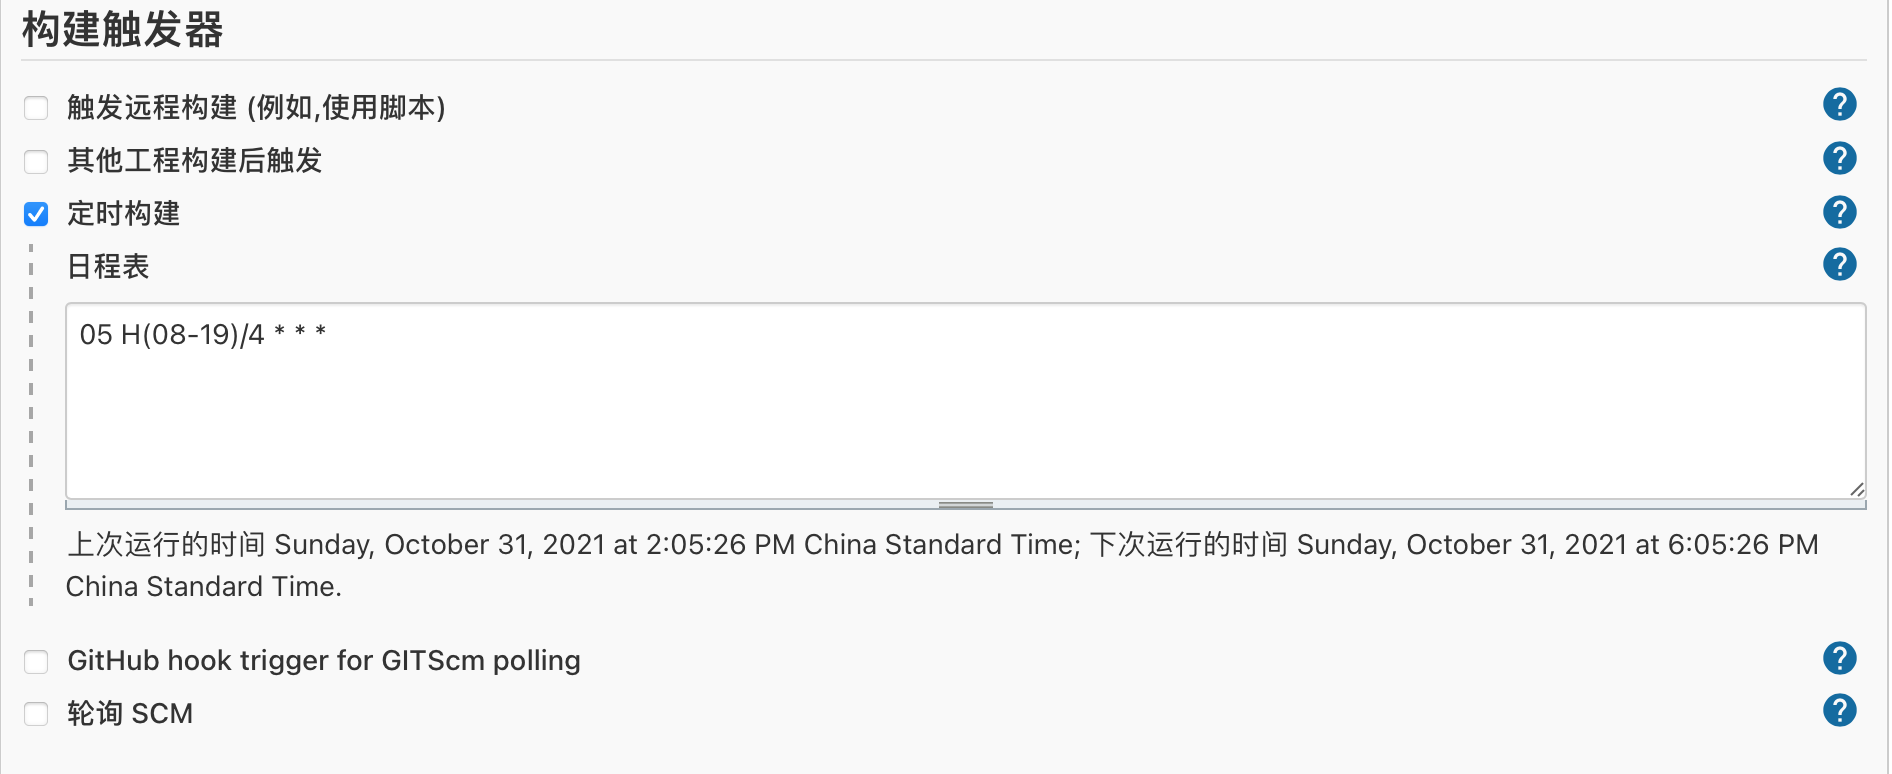 构建触发器
触发远程构建 (例如,使用脚本)
其他工程构建后触发
定时构建
日程表
05 H(08-19)/4 * * *
上次运行的时间 Sunday, October 31, 2021 at 2:05:26 PM China Standard Time; 下次运行的时间 Sunday, October 31, 2021 at 6:05:26 PM
China Standard Time.
GitHub hook trigger for GITScm polling
轮询 SCM